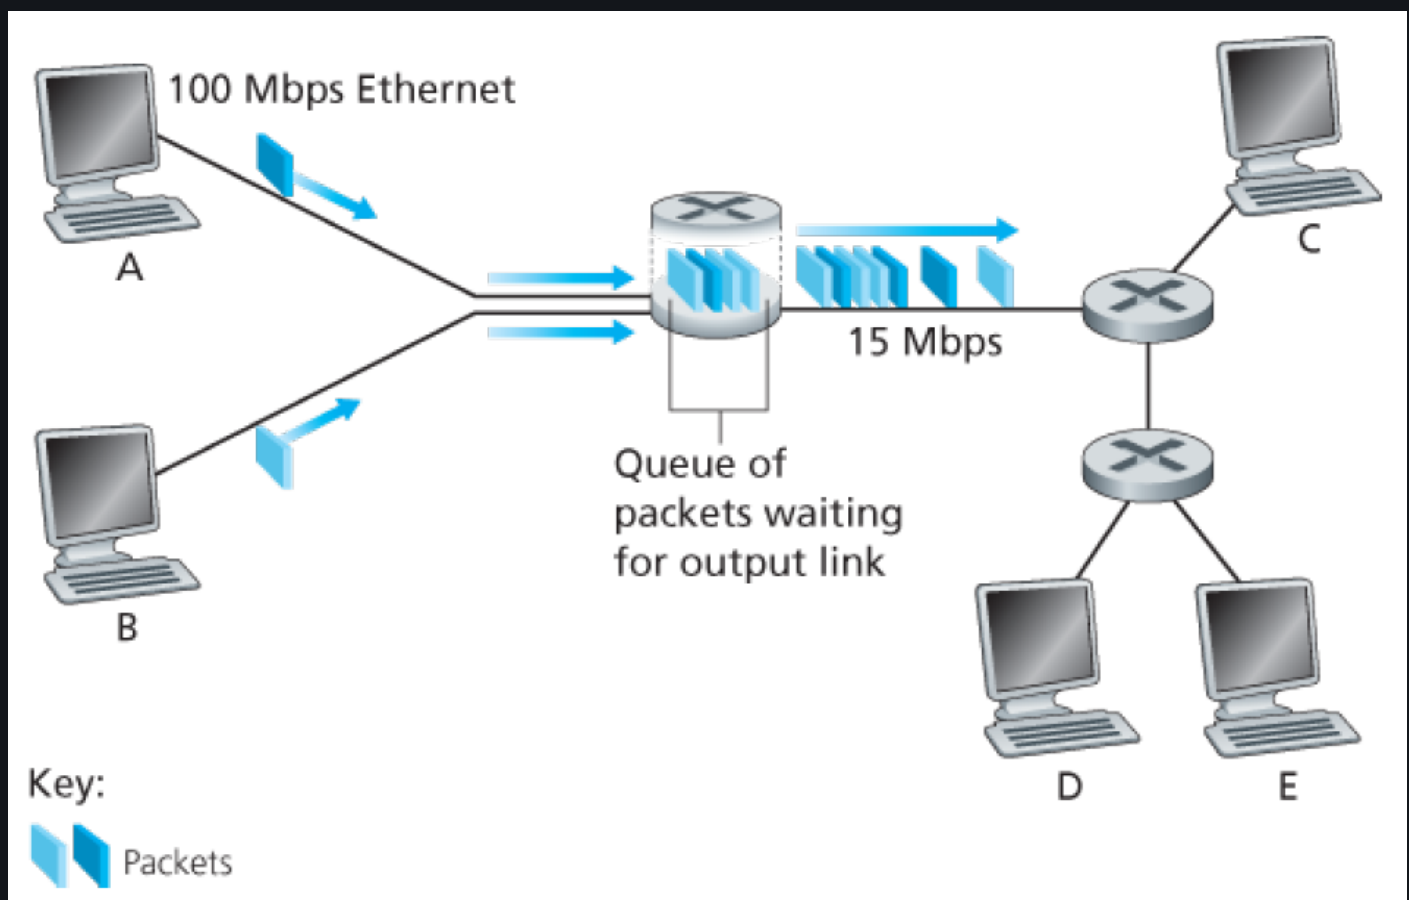 100 Mbps Ethernet
A
C
15 Mbps
Queue of
packets waiting
for output link
B
D
E
Key:
Packets